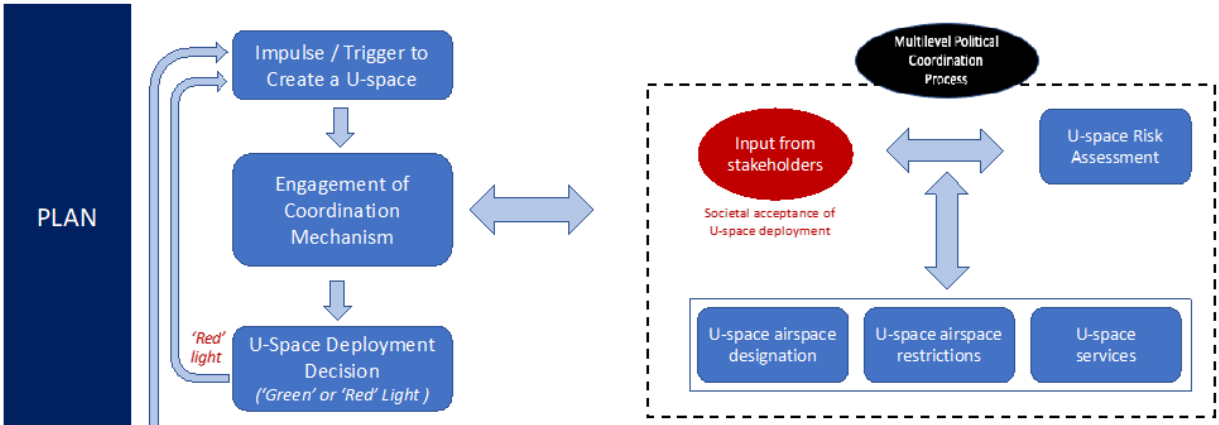 PLAN
Impulse / Trigger to
Create a U-space
Engagement of
Coordination
Mechanism
'Red'
light
U-Space Deployment
Decision
('Green' or 'Red' Light )
Multilevel Political
Coordination
Process
Input from
stakeholders
Societal acceptance of
U-space deployment
U-space Risk
Assessment
U-space airspace
designation
U-space airspace
restrictions
U-space
services